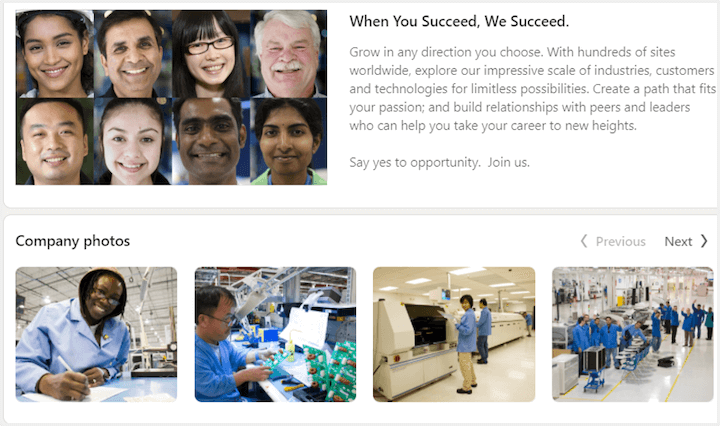 When You Succeed, We Succeed.
Grow in any direction you choose. With hundreds of sites
worldwide, explore our impressive scale of industries, customers
and technologies for limitless possibilities. Create a path that fits
your passion; and build relationships with peers and leaders
who can help you take your career to new heights.
Say yes to opportunity.  Join us.
Company photos
Previous Next